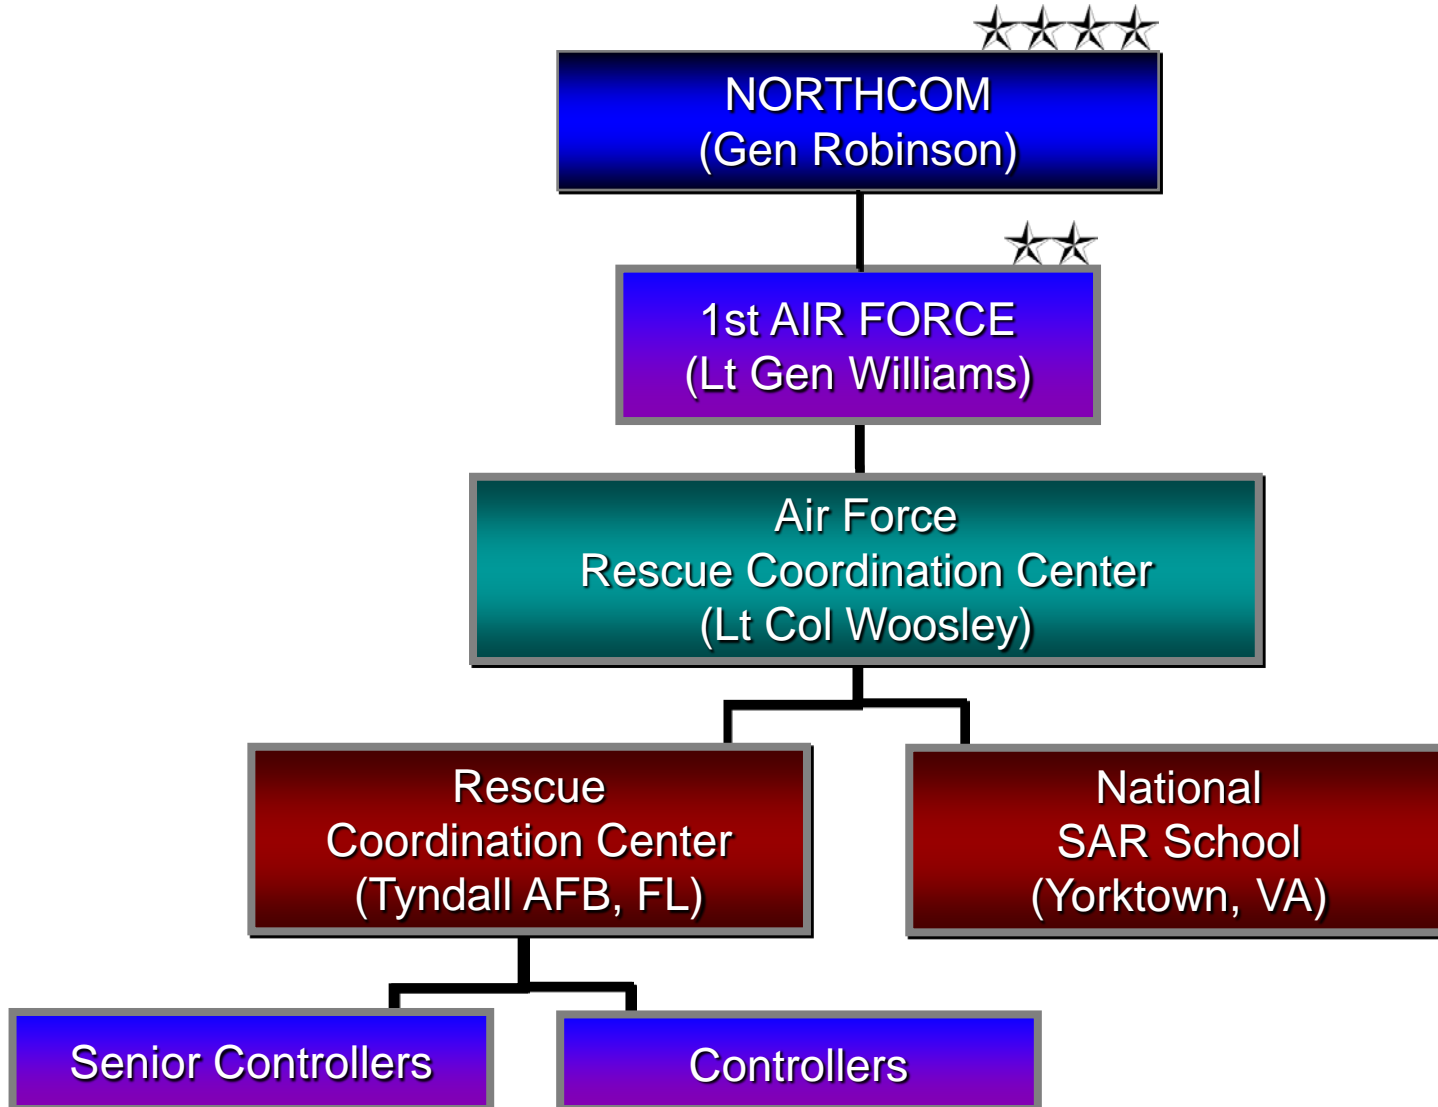 NORTHCOM
(Gen Robinson)
1st AIR FORCE
(Lt Gen Williams)
Air Force
Rescue Coordination Center
(Lt Col Woosley)
Rescue
Coordination Center
(Tyndall AFB, FL)
National
SAR School
(Yorktown, VA)
Senior Controllers
Controllers